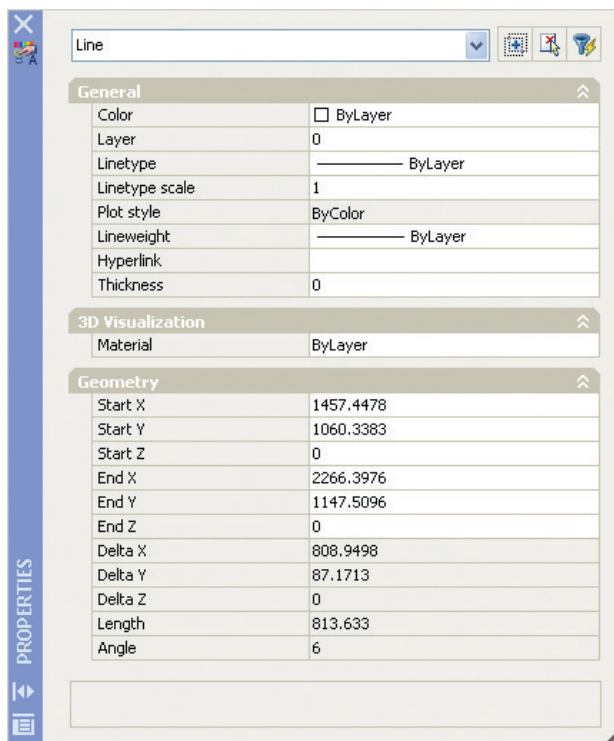 Line
General
Color ByLayer
Layer 0
Linetype ByLayer
Linetype scale 1
Plot style ByColor
Lineweight ByLayer
Hyperlink
Thickness 0
3D Visualization
Material ByLayer
Geometry
Start X 1457.4478
Start Y 1060.3383
Start Z 0
End X 2266.3976
End Y 1147.5096
End Z 0
Delta X 808.9498
Delta Y 87.1713
Delta Z 0
Length 813.633
Angle 6
PROPERTIES